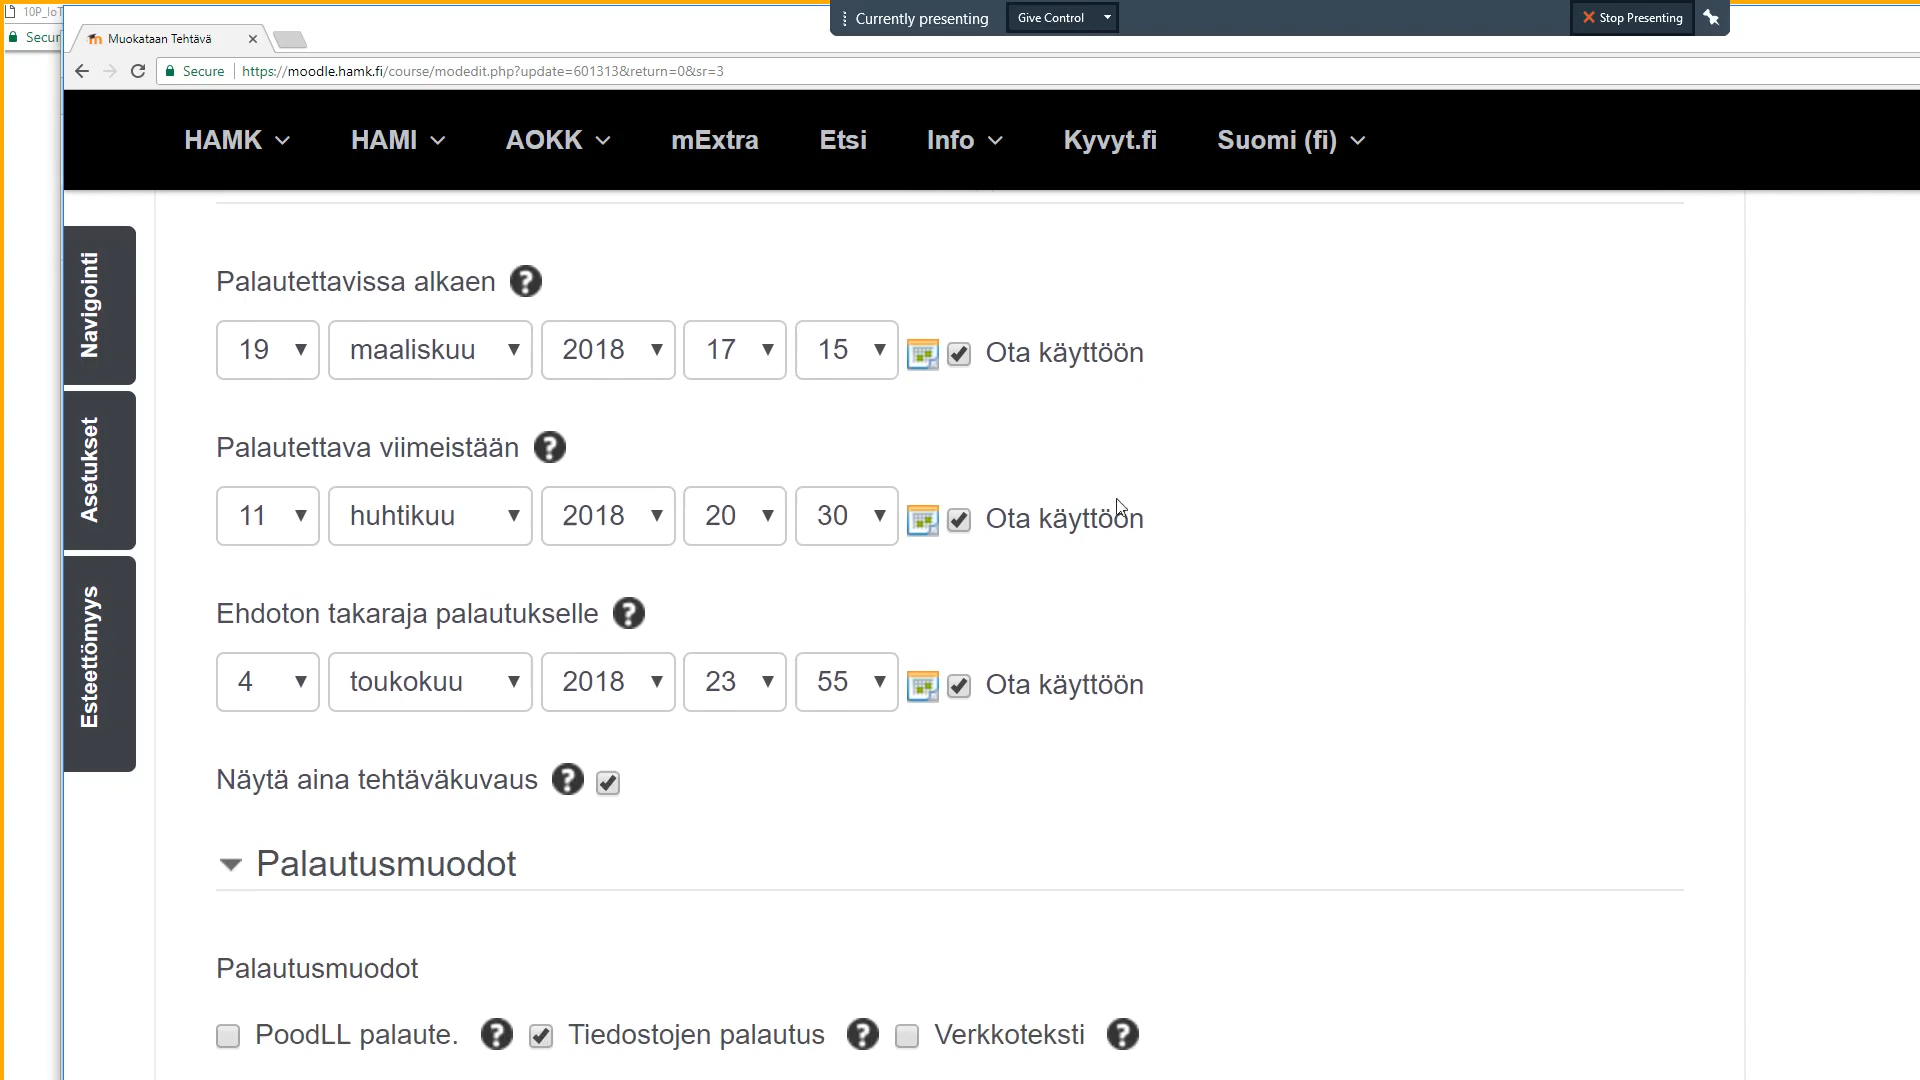 10P_IoT
Currently presenting Give Control Stop Presenting
Secur
Muokataan Tehtävä
Secure https://moodle.hamk.fi/course/modedit.php?update=601313&return=0&sr=3
HAMK HAMI AOKK mExtra Etsi Info Kyvyt.fi Suomi (fi)
Navigointi
Asetukset
Esteettömyys
Palautettavissa alkaen ?
19 maaliskuu 2018 17 15 Ota käyttöön
Palautettava viimeistään ?
11 huhtikuu 2018 20 30 Ota käyttöön
Ehdoton takaraja palautukselle ?
4 toukokuu 2018 23 55 Ota käyttöön
Näytä aina tehtäväkuvaus ?
Palautusmuodot
Palautusmuodot
PoodLL palaute. ? Tiedostojen palautus ? Verkkoteksti ?